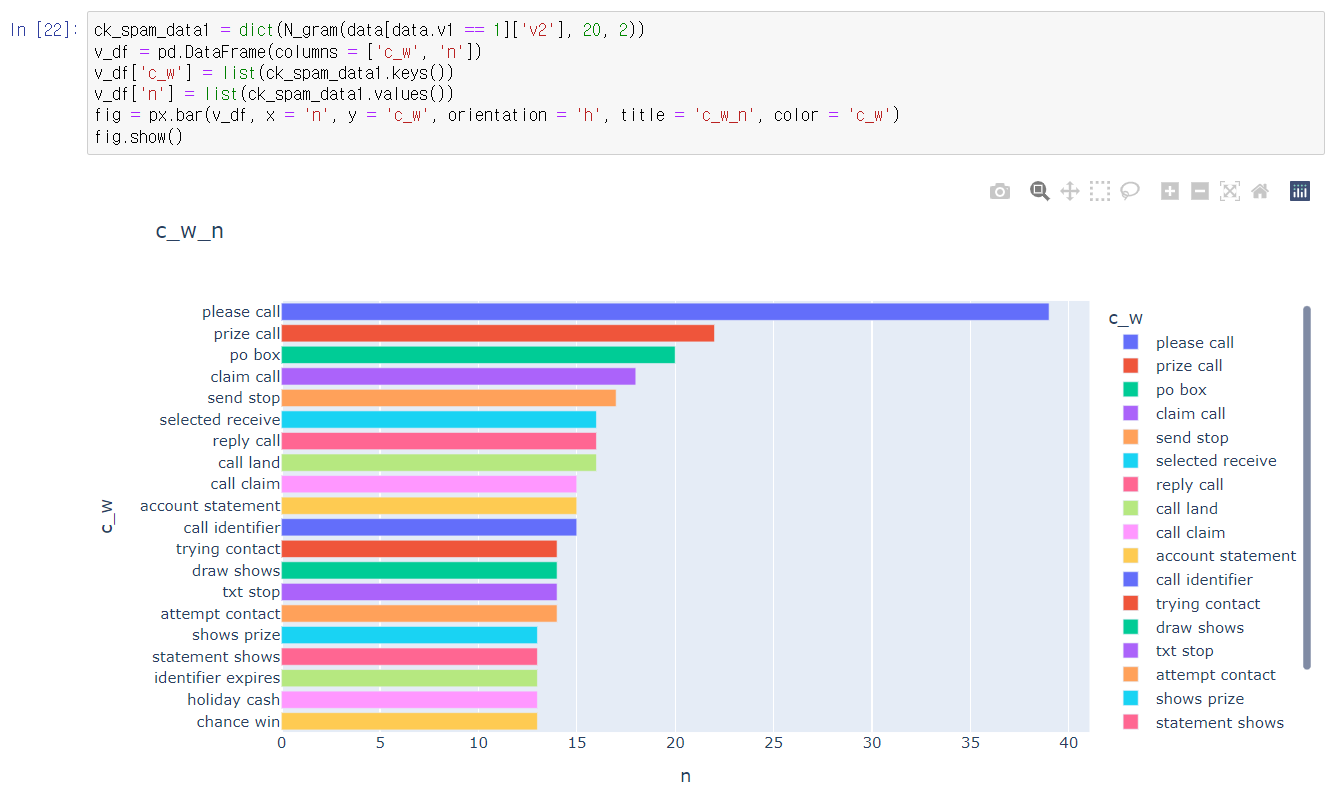 In [22]:
ck_spam_data1 = dict(N_gram(data[data.v1 == 1]['v2'], 20, 2))
v_df = pd.DataFrame(columns = ['c_w', 'n'])
v_df['c_w'] = list(ck_spam_data1.keys())
v_df['n'] = list(ck_spam_data1.values())
fig = px.bar(v_df, x = 'n', y = 'c_w', orientation = 'h', title = 'c_w_n', color = 'c_w')
fig.show()
c_w_n
please call
prize call
po box
claim call
send stop
selected receive
reply call
call land
call claim
account statement
call identifier
trying contact
draw shows
txt stop
attempt contact
shows prize
statement shows
identifier expires
holiday cash
chance win
c_w
0 5 10 15 20 25 30 35 40
n
c_w
please call
prize call
po box
claim call
send stop
selected receive
reply call
call land
call claim
account statement
call identifier
trying contact
draw shows
txt stop
attempt contact
shows prize
statement shows